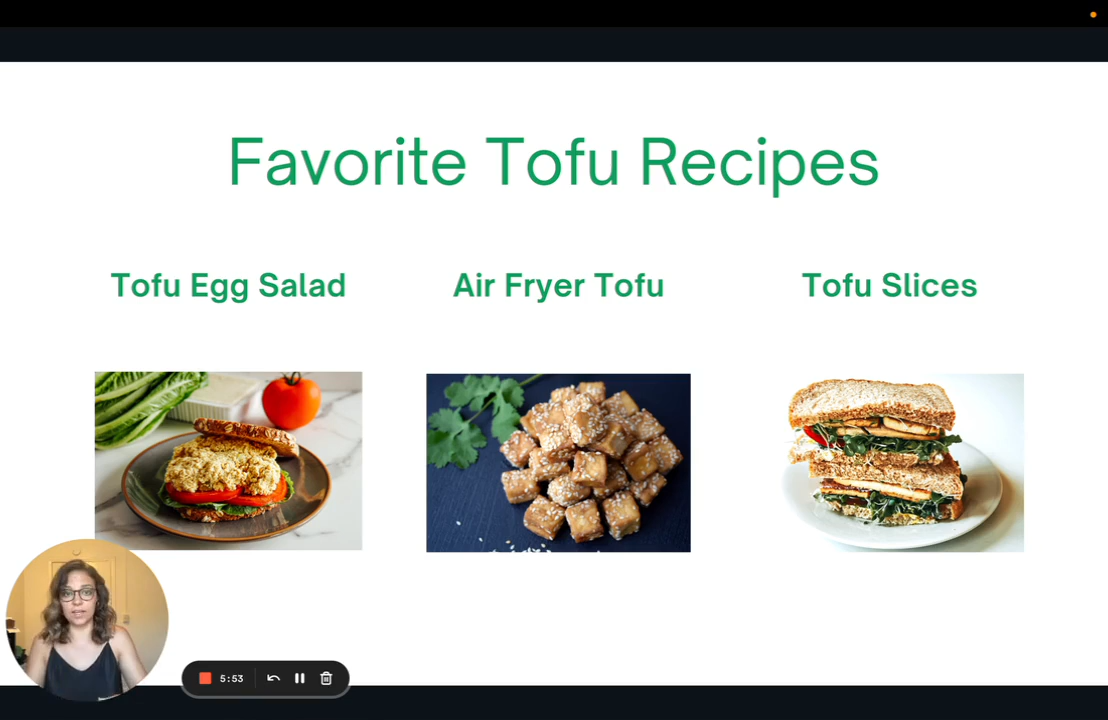 Favorite Tofu Recipes
Tofu Egg Salad
Air Fryer Tofu
Tofu Slices
5:53